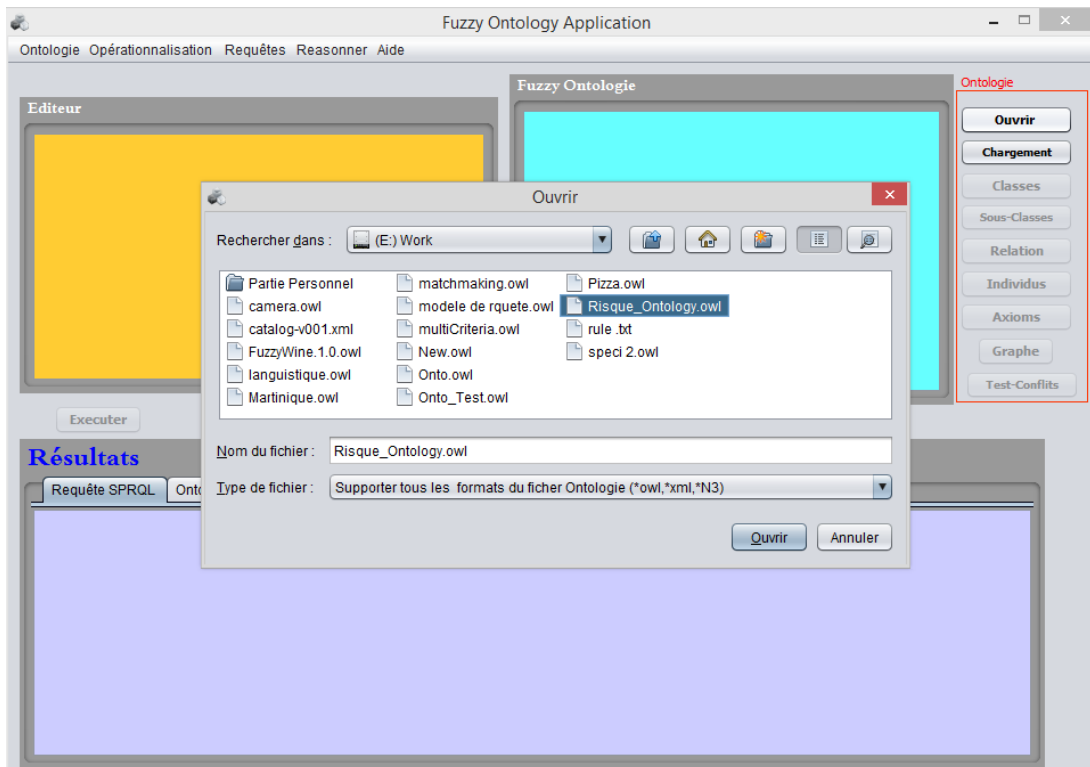 Fuzzy Ontology Application
Ontologie Opérationnalisation Requêtes Reasonner Aide
Editeur
Fuzzy Ontologie
Ontologie
Ouvrir
Chargement
Classes
Sous-Classes
Relation
Individus
Axioms
Graphe
Test-Conflits
Ouvrir
Rechercher dans :
(E:) Work
Partie Personnel
camera.owl
catalog-v001.xml
FuzzyWine.1.0.owl
languistique.owl
Martinique.owl
matchmaking.owl
modele de rquete.owl
multiCriteria.owl
New.owl
Onto.owl
Onto_Test.owl
Pizza.owl
Risque_Ontology.owl
rule .txt
speci 2.owl
Nom du fichier : Risque_Ontology.owl
Type de fichier : Supporter tous les formats du ficher Ontologie (*owl,*xml,*N3)
Ouvrir
Annuler
Executer
Résultats
Requête SPRQL
Onto